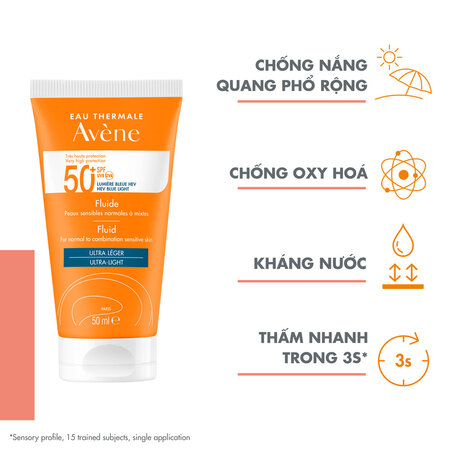 EAU THERMALE
Avène
Très haute protection
Very high protection
50+
SPF
UVB UVA
LUMIÈRE BLEUE HEV
HEV BLUE LIGHT
Fluide
Peaux sensibles normales à mixtes
Fluid
For normal to combination sensitive skin
ULTRA LÉGER
ULTRA-LIGHT
PARIS
50 ml e
CHỐNG NẮNG
QUANG PHỔ RỘNG
CHỐNG OXY HOÁ
KHÁNG NƯỚC
THẤM NHANH
TRONG 3S*
3s
*Sensory profile, 15 trained subjects, single application